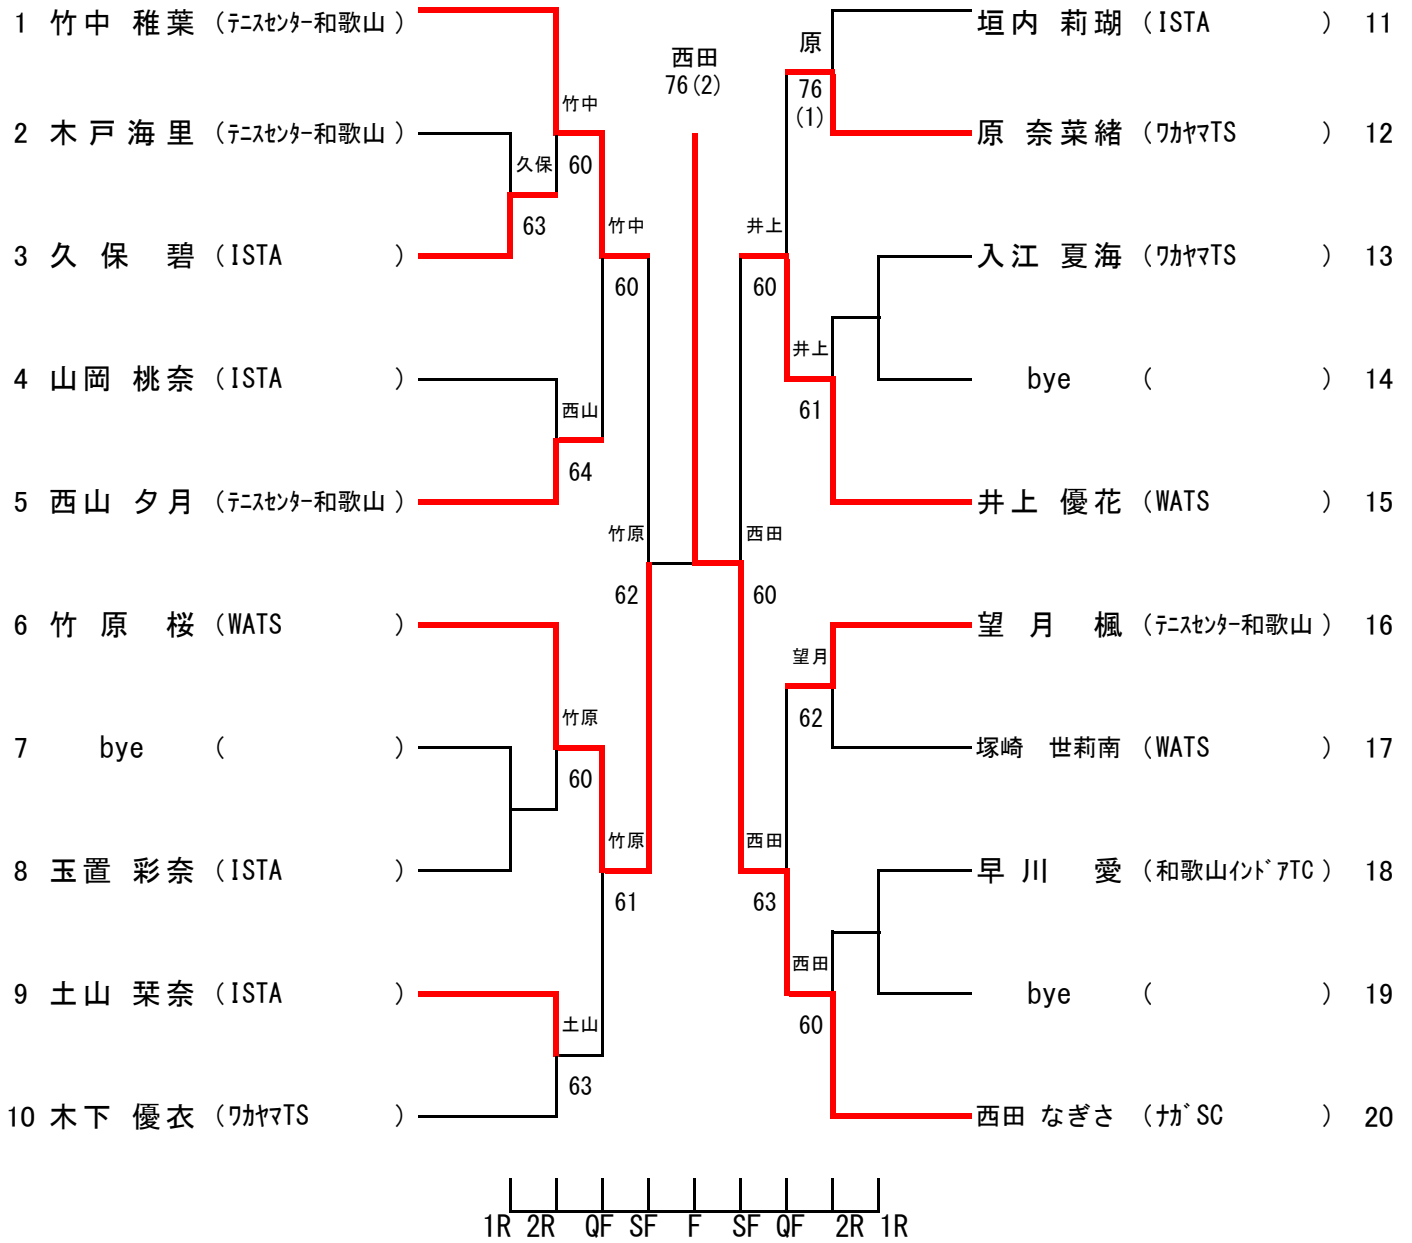 1 竹中 稚葉 (テニスセンター和歌山)
2 木戸海里 (テニスセンター和歌山)
3 久保 碧 (ISTA)
4 山岡 桃奈 (ISTA)
5 西山 夕月 (テニスセンター和歌山)
6 竹原 桜 (WATS)
7 bye ( )
8 玉置 彩奈 (ISTA)
9 土山 栞奈 (ISTA)
10 木下 優衣 (ワカヤマTS)
久保
63
竹中
60
西山
64
竹原
60
土山
63
竹中
60
竹原
61
竹原
62
西田
76(2)
西田
60
井上
60
西田
63
原
76
(1)
井上
61
望月
62
西田
60
垣内 莉瑚 (ISTA) 11
原 奈菜緒 (ワカヤマTS) 12
入江 夏海 (ワカヤマTS) 13
bye ( ) 14
井上 優花 (WATS) 15
望月 楓 (テニスセンター和歌山) 16
塚崎 世莉南 (WATS) 17
早川 愛 (和歌山インドアTC) 18
bye ( ) 19
西田 なぎさ (ナガSC) 20
1R 2R QF SF F SF QF 2R 1R